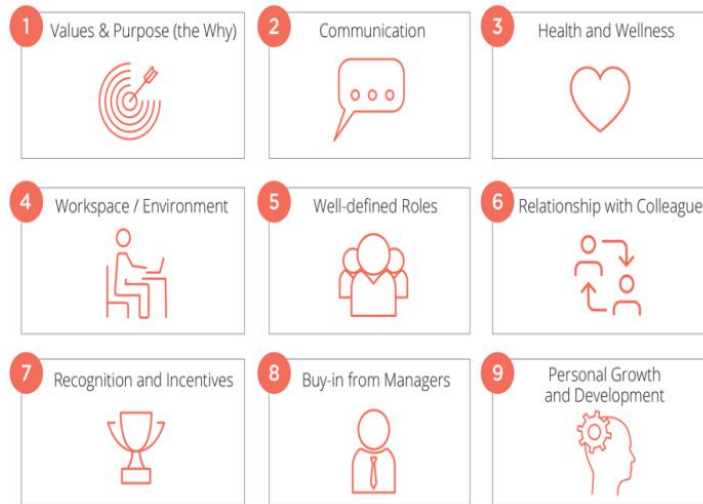 1 Values & Purpose (the Why)
2 Communication
3 Health and Wellness
4 Workspace / Environment
5 Well-defined Roles
6 Relationship with Colleague
7 Recognition and Incentives
8 Buy-in from Managers
9 Personal Growth
and Development